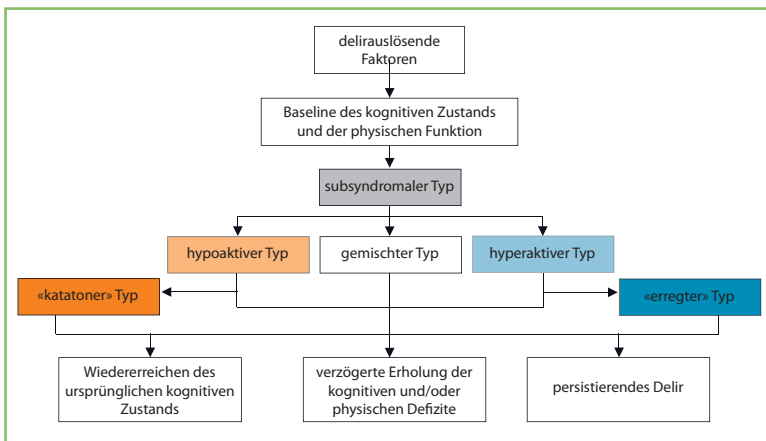 delirauslösende
Faktoren
Baseline des kognitiven Zustands
und der physischen Funktion
subsyndromaler Typ
hypoaktiver Typ
gemischter Typ
hyperaktiver Typ
«katatoner» Typ
«erregter» Typ
Wiedererreichen des
ursprünglichen kognitiven
Zustands
verzögerte Erholung der
kognitiven und/oder
physischen Defizite
persistierendes Delir